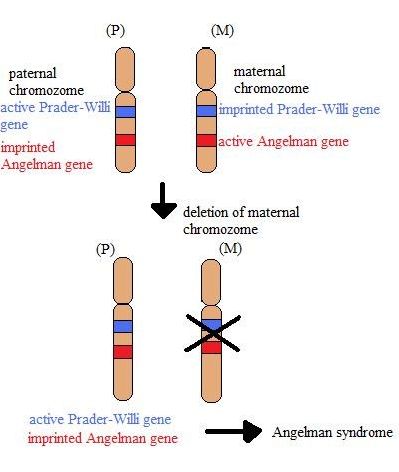 (P)
(M)
paternal
chromozome
active Prader-Willi
gene
imprinted
Angelman gene
maternal
chromozome
imprinted Prader-Willi gene
active Angelman gene
deletion of maternal
chromozome
(P)
(M)
active Prader-Willi gene
imprinted Angelman gene
Angelman syndrome